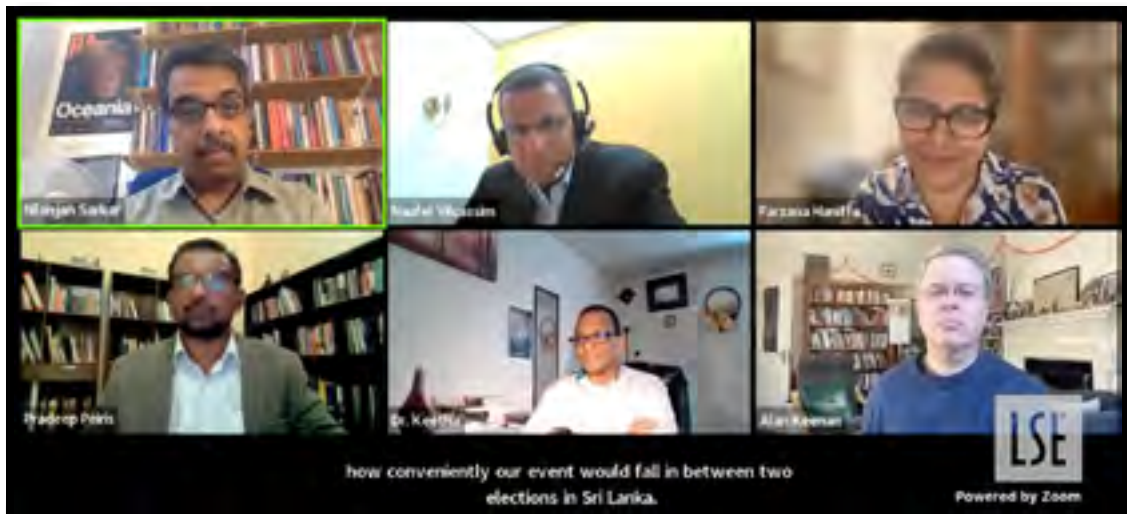 Oceania
Nilanjan Sarkar
Farzana Haniffa
Pradeep Peiris
Dr. Keetha
Alan Keenan
how conveniently our event would fall in between two
elections in Sri Lanka.
LSE
Powered by Zoom